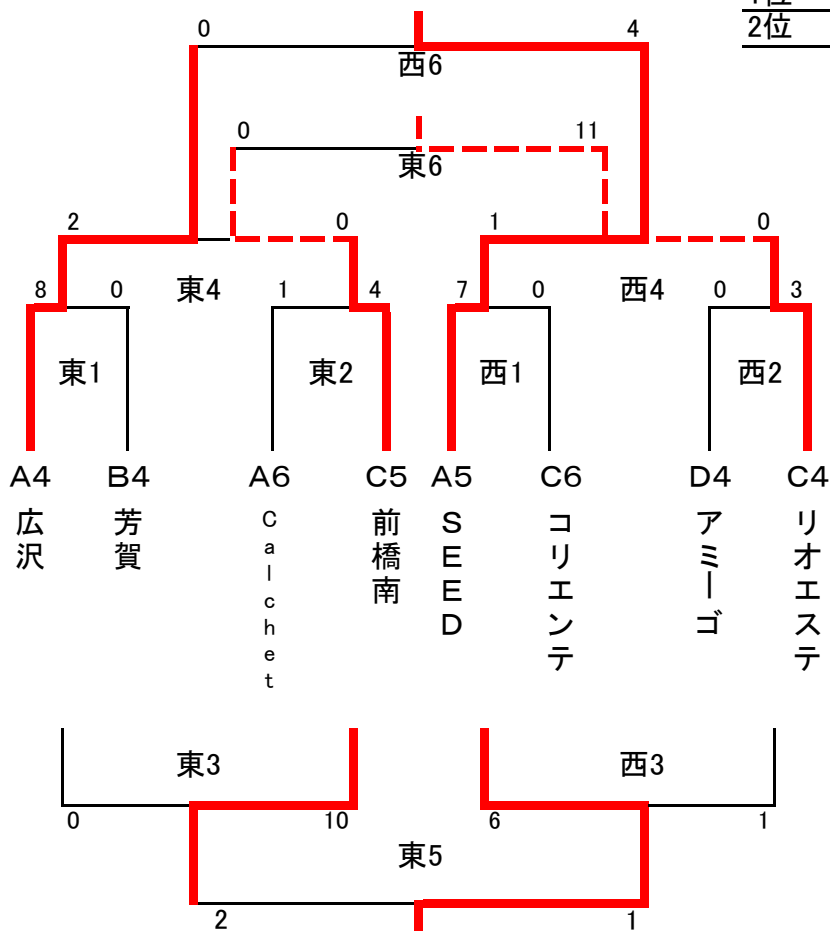 2位
0
4
西6
0
11
東6
2
0
1
0
8
0
東4
1
4
7
0
西4
0
3
東1
東2
西1
西2
A4
B4
A6
C5
A5
C6
D4
C4
広沢
芳賀
Calchet
前橋南
SEED
コリエンテ
アミーゴ
リオエステ
東3
西3
0
10
6
1
東5
2
1